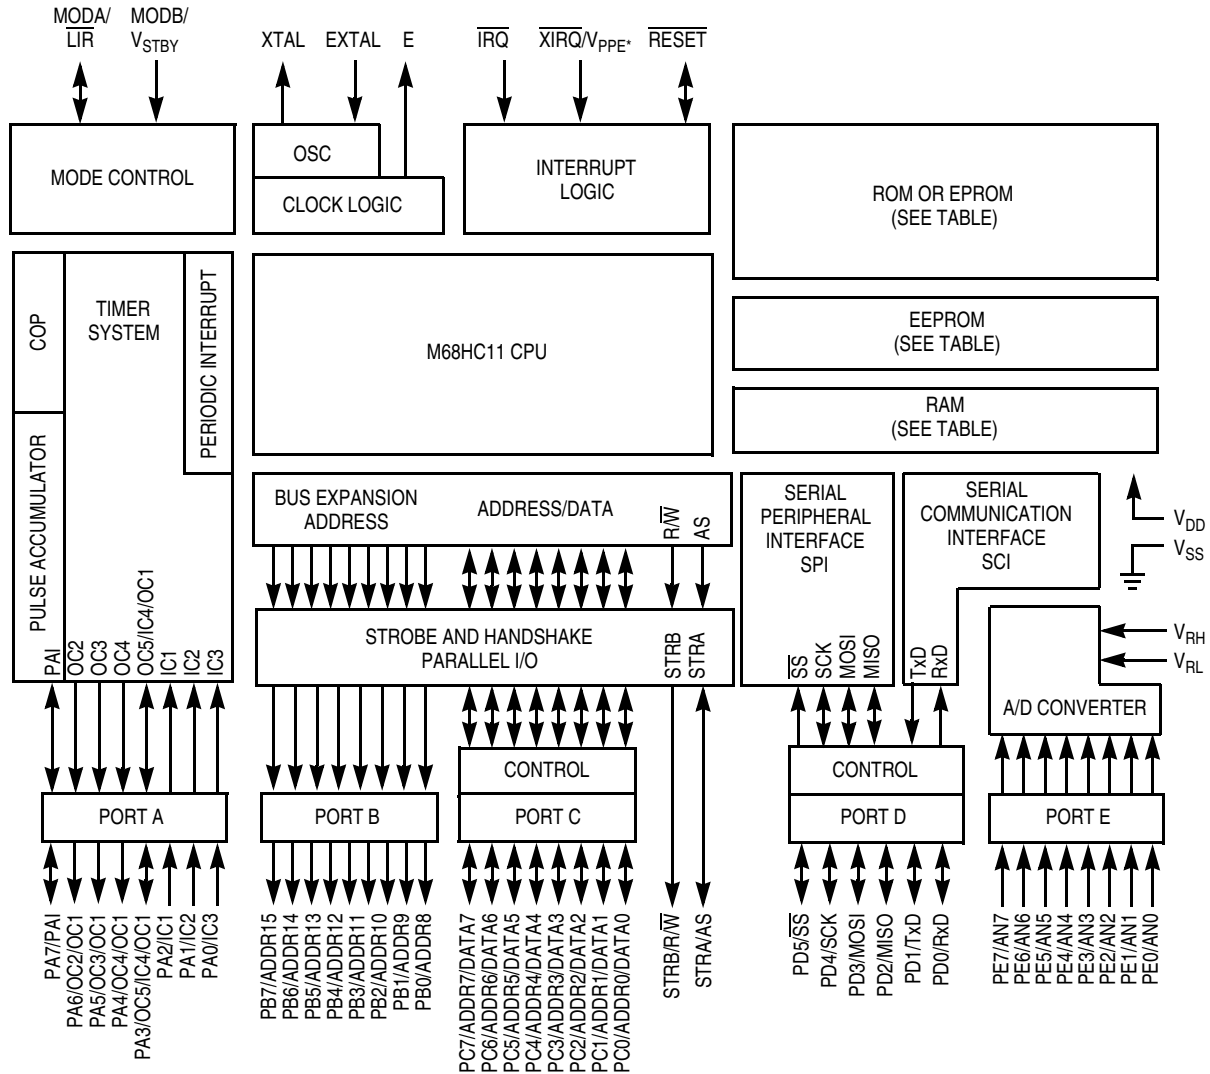 MODA/
LIR
MODB/
VSTBY
XTAL
EXTAL
E
IRQ
XIRQ/VPPE*
RESET
MODE CONTROL
OSC
CLOCK LOGIC
INTERRUPT
LOGIC
ROM OR EPROM
(SEE TABLE)
COP
TIMER
SYSTEM
PERIODIC INTERRUPT
M68HC11 CPU
EEPROM
(SEE TABLE)
RAM
(SEE TABLE)
PULSE ACCUMULATOR
BUS EXPANSION
ADDRESS
ADDRESS/DATA
R/W
AS
SERIAL
PERIPHERAL
INTERFACE
SPI
SERIAL
COMMUNICATION
INTERFACE
SCI
VDD
VSS
PAI
OC2
OC3
OC4
OC5/IC4/OC1
IC1
IC2
IC3
STROBE AND HANDSHAKE
PARALLEL I/O
STRB
STRA
SS
SCK
MOSI
MISO
TxD
RxD
VRH
VRL
A/D CONVERTER
CONTROL
CONTROL
PORT A
PORT B
PORT C
PORT D
PORT E
PA7/PAI
PA6/OC2/OC1
PA5/OC3/OC1
PA4/OC4/OC1
PA3/OC5/IC4/OC1
PA2/IC1
PA1/IC2
PA0/IC3
PB7/ADDR15
PB6/ADDR14
PB5/ADDR13
PB4/ADDR12
PB3/ADDR11
PB2/ADDR10
PB1/ADDR9
PB0/ADDR8
PC7/ADDR7/DATA7
PC6/ADDR6/DATA6
PC5/ADDR5/DATA5
PC4/ADDR4/DATA4
PC3/ADDR3/DATA3
PC2/ADDR2/DATA2
PC1/ADDR1/DATA1
PC0/ADDR0/DATA0
STRB/R/W
STRA/AS
PD5/SS
PD4/SCK
PD3/MOSI
PD2/MISO
PD1/TxD
PD0/RxD
PE7/AN7
PE6/AN6
PE5/AN5
PE4/AN4
PE3/AN3
PE2/AN2
PE1/AN1
PE0/AN0